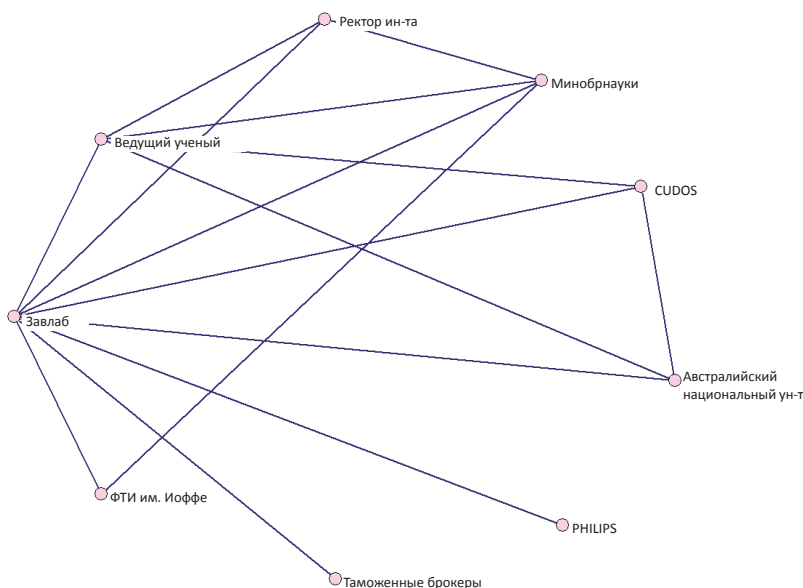 Ректор ин-та
Минобрнауки
Ведущий ученый
CUDOS
Завлаб
Австралийский
национальный ун-т
ФТИ им. Иоффе
PHILIPS
Таможенные брокеры